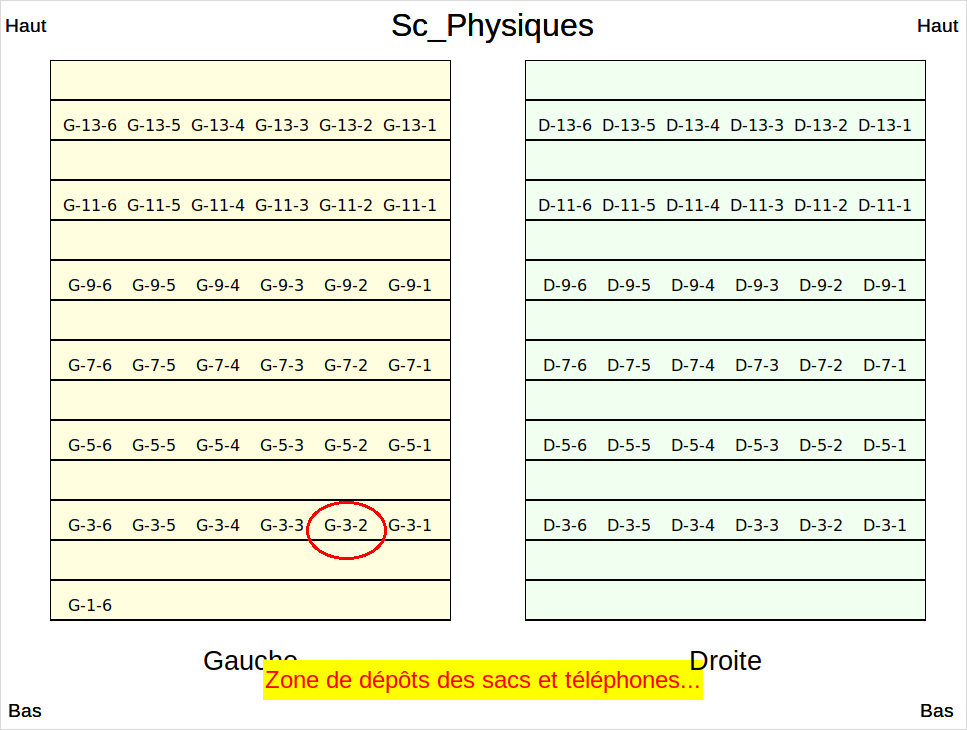 Haut Sc_Physiques Haut
G-13-6 G-13-5 G-13-4 G-13-3 G-13-2 G-13-1 D-13-6 D-13-5 D-13-4 D-13-3 D-13-2 D-13-1
G-11-6 G-11-5 G-11-4 G-11-3 G-11-2 G-11-1 D-11-6 D-11-5 D-11-4 D-11-3 D-11-2 D-11-1
G-9-6 G-9-5 G-9-4 G-9-3 G-9-2 G-9-1 D-9-6 D-9-5 D-9-4 D-9-3 D-9-2 D-9-1
G-7-6 G-7-5 G-7-4 G-7-3 G-7-2 G-7-1 D-7-6 D-7-5 D-7-4 D-7-3 D-7-2 D-7-1
G-5-6 G-5-5 G-5-4 G-5-3 G-5-2 G-5-1 D-5-6 D-5-5 D-5-4 D-5-3 D-5-2 D-5-1
G-3-6 G-3-5 G-3-4 G-3-3 G-3-2 G-3-1 D-3-6 D-3-5 D-3-4 D-3-3 D-3-2 D-3-1
G-1-6
Gauche Droite
Zone de dépôts des sacs et téléphones...
Bas Bas